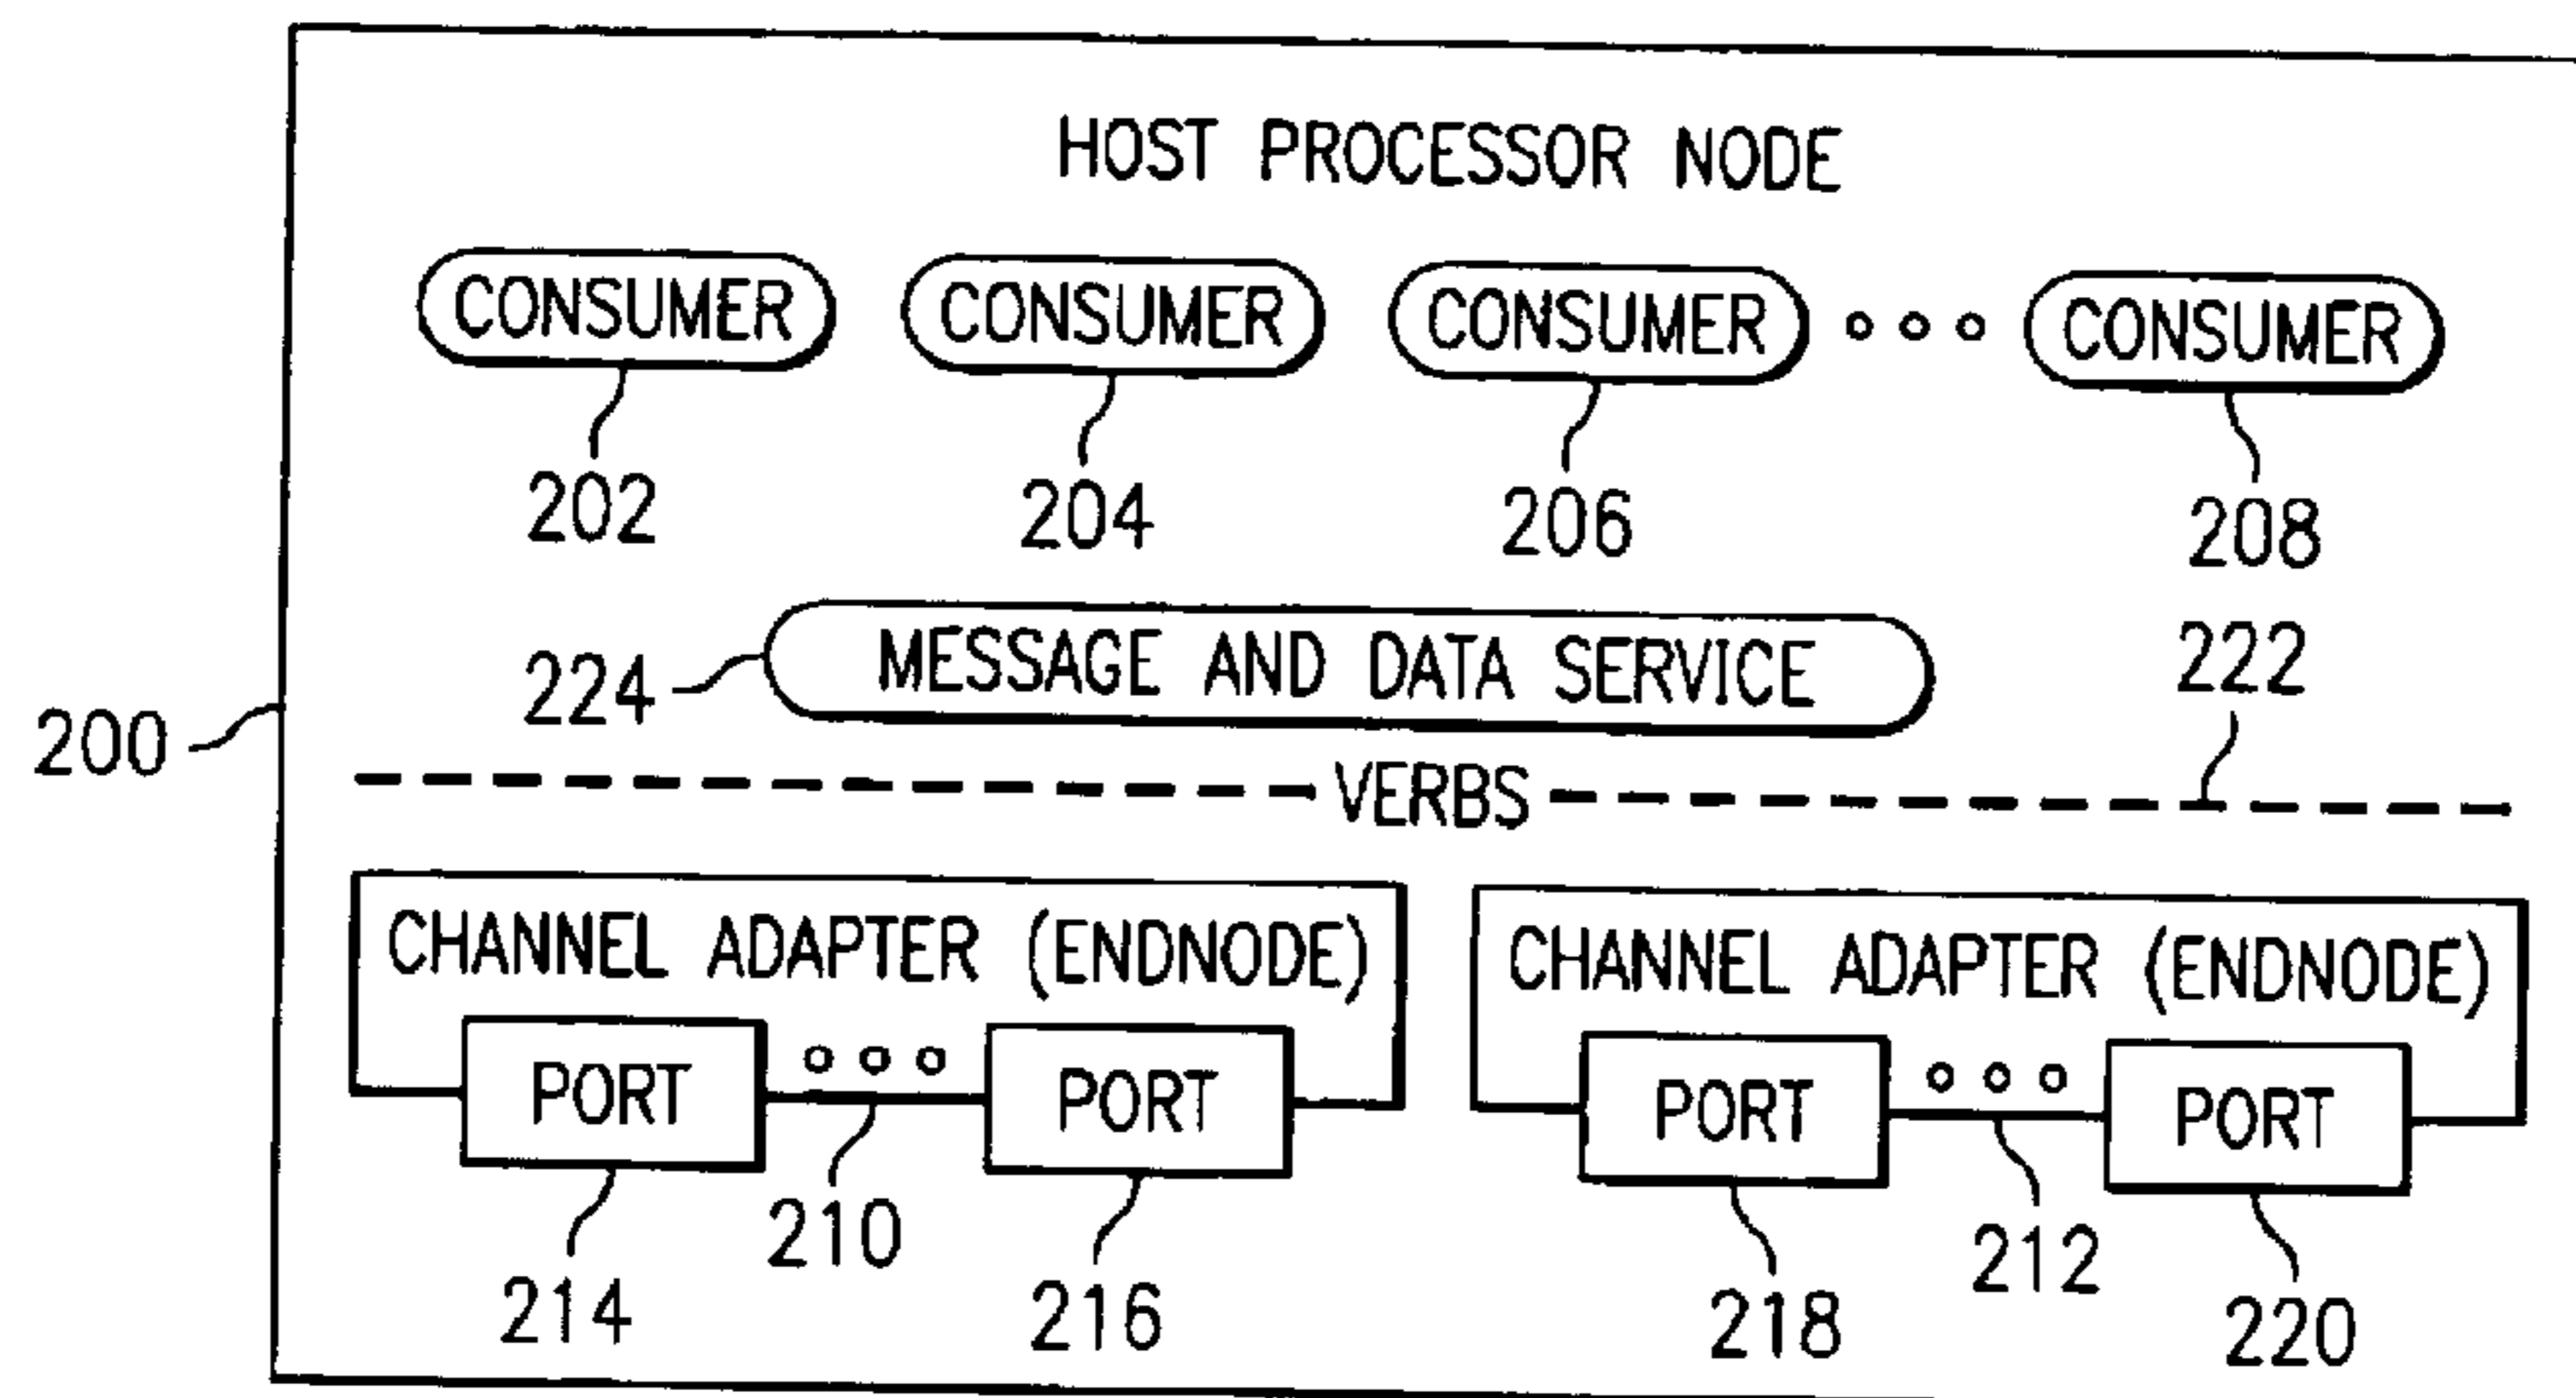 HOST PROCESSOR NODE
CONSUMER CONSUMER CONSUMER CONSUMER
202 204 206 208
MESSAGE AND DATA SERVICE
224 222
200
VERBS
CHANNEL ADAPTER (ENDNODE) CHANNEL ADAPTER (ENDNODE)
PORT PORT PORT PORT
210 212
214 216 218 220